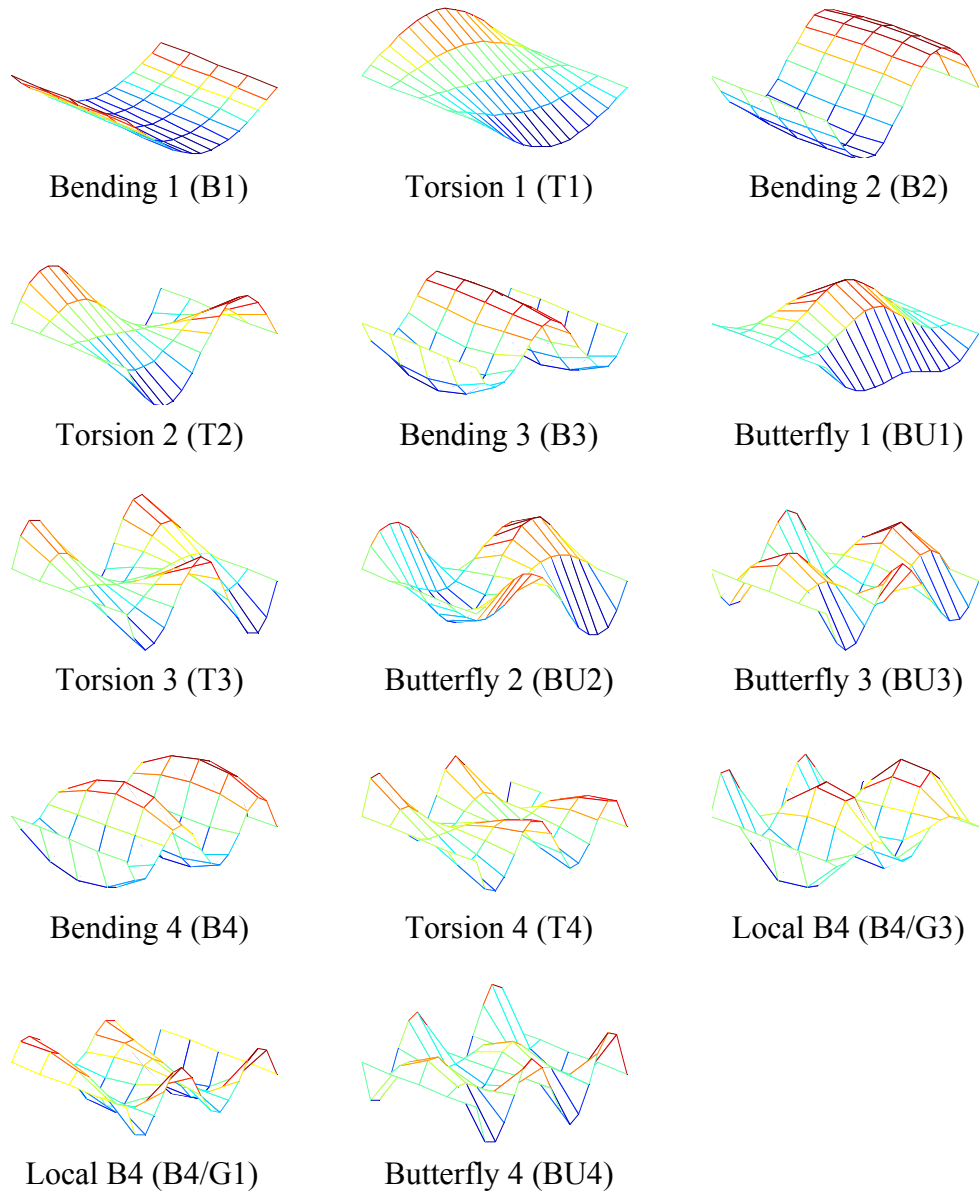 Bending 1 (B1)
Torsion 1 (T1)
Bending 2 (B2)
Torsion 2 (T2)
Bending 3 (B3)
Butterfly 1 (BU1)
Torsion 3 (T3)
Butterfly 2 (BU2)
Butterfly 3 (BU3)
Bending 4 (B4)
Torsion 4 (T4)
Local B4 (B4/G3)
Local B4 (B4/G1)
Butterfly 4 (BU4)